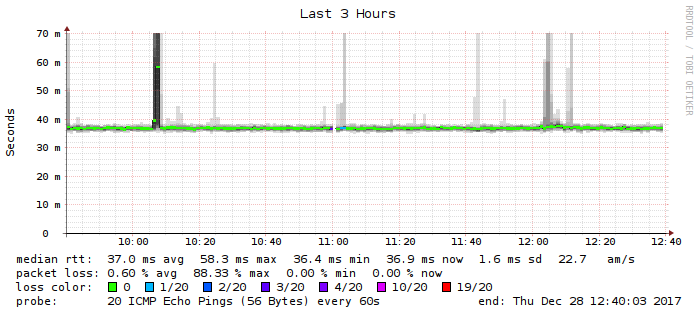 Last 3 Hours
RRDTOOL / TOBI OETIKER
Seconds
70 m
60 m
50 m
40 m
30 m
20 m
10 m
0
10:00 10:20 10:40 11:00 11:20 11:40 12:00 12:20 12:40
median rtt: 37.0 ms avg 58.3 ms max 36.4 ms min 36.9 ms now 1.6 ms sd 22.7 am/s
packet loss: 0.60 % avg 88.33 % max 0.00 % min 0.00 % now
loss color: 0 1/20 2/20 3/20 4/20 10/20 19/20
probe: 20 ICMP Echo Pings (56 Bytes) every 60s end: Thu Dec 28 12:40:03 2017